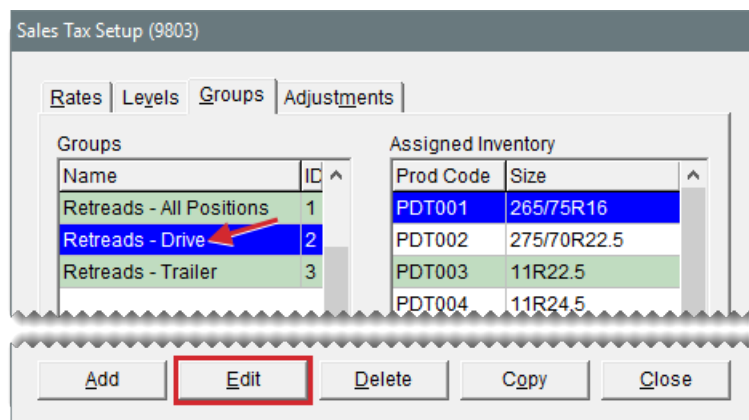 Sales Tax Setup (9803)
Rates Levels Groups Adjustments
Groups
Name ID
Retreads - All Positions 1
Retreads - Drive 2
Retreads - Trailer 3
Assigned Inventory
Prod Code Size
PDT001 265/75R16
PDT002 275/70R22.5
PDT003 11R22.5
PDT004 11R24.5
Add Edit Delete Copy Close